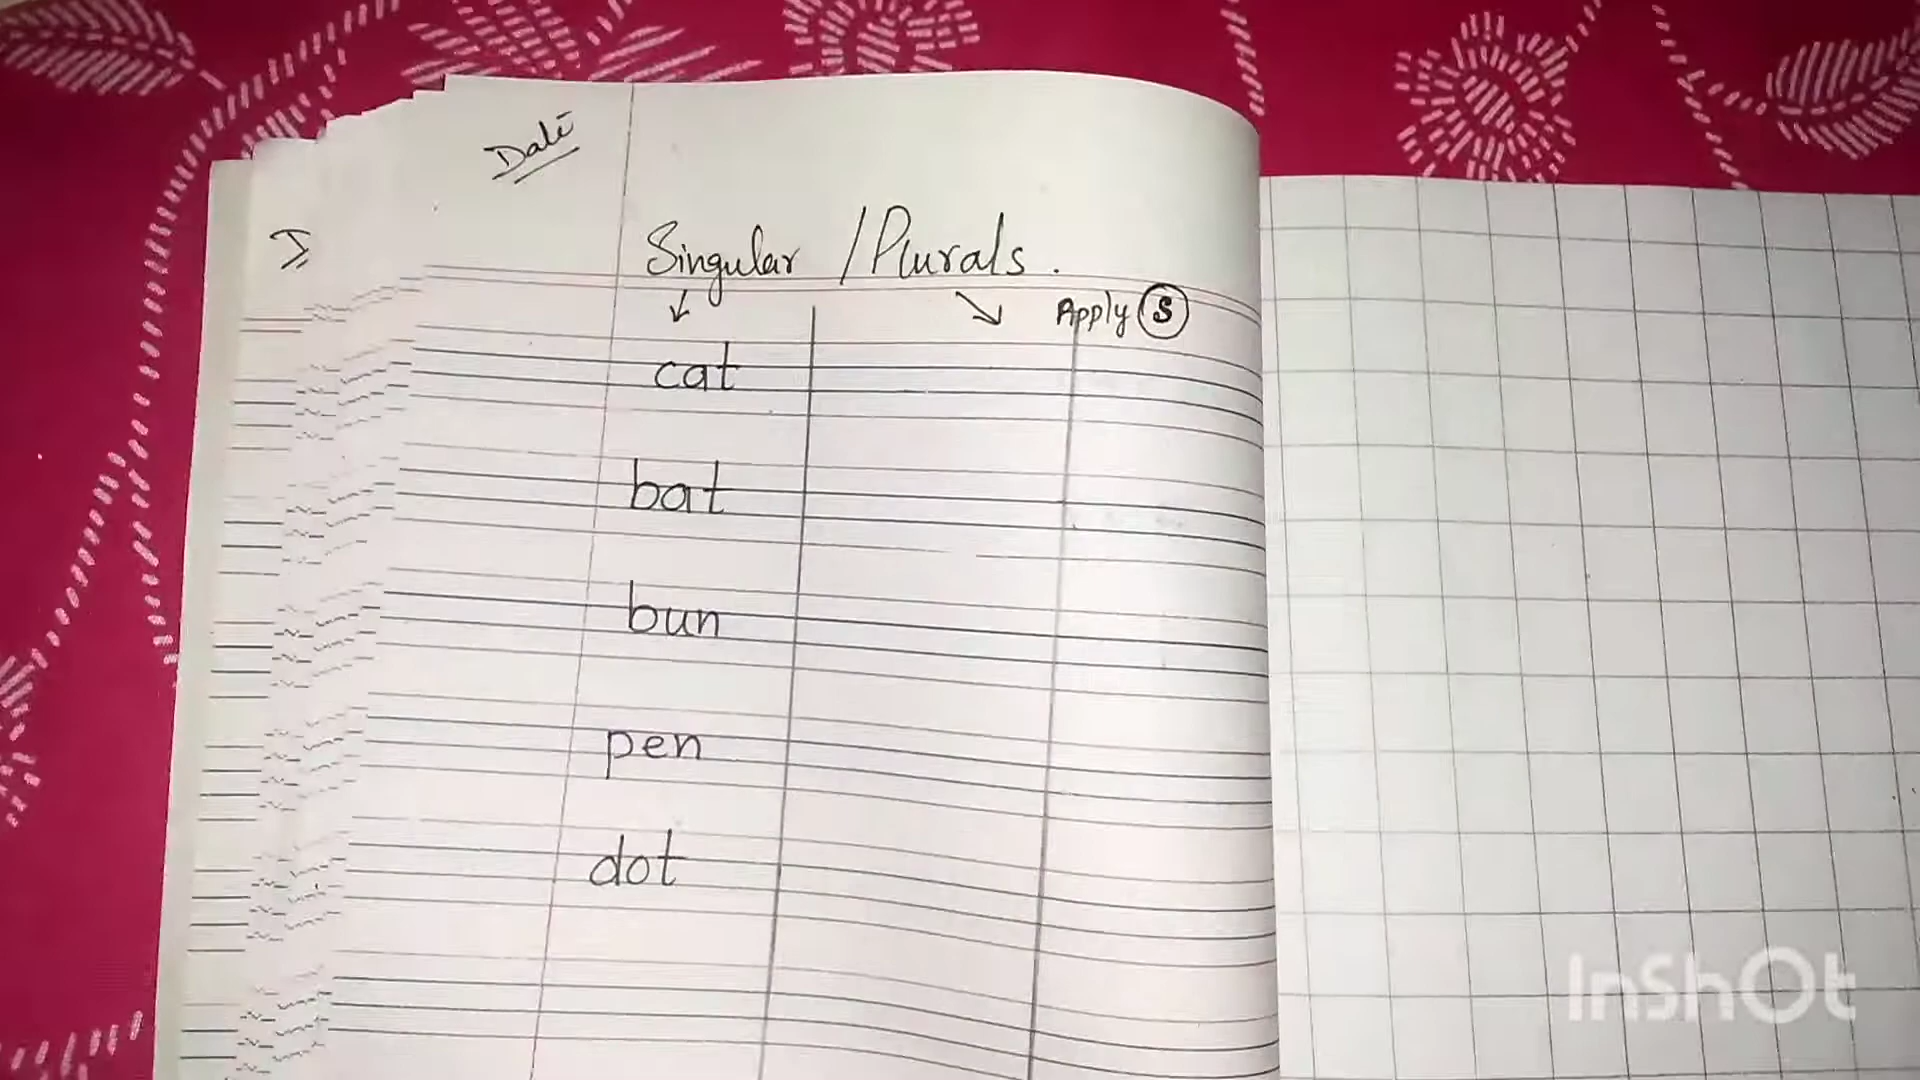 Date
I
Singular / Plurals.
Apply S
cat
bat
bun
pen
dot
InShOt